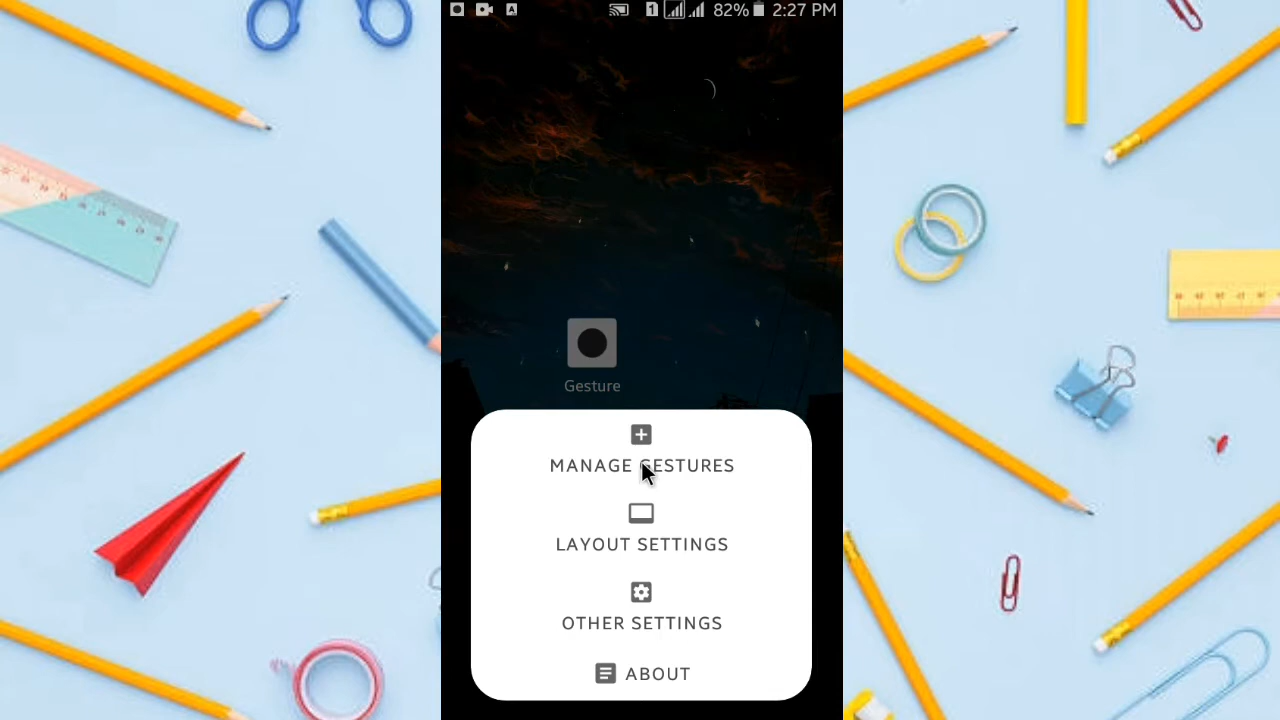 82% 2:27 PM
Gesture
MANAGE GESTURES
LAYOUT SETTINGS
OTHER SETTINGS
ABOUT